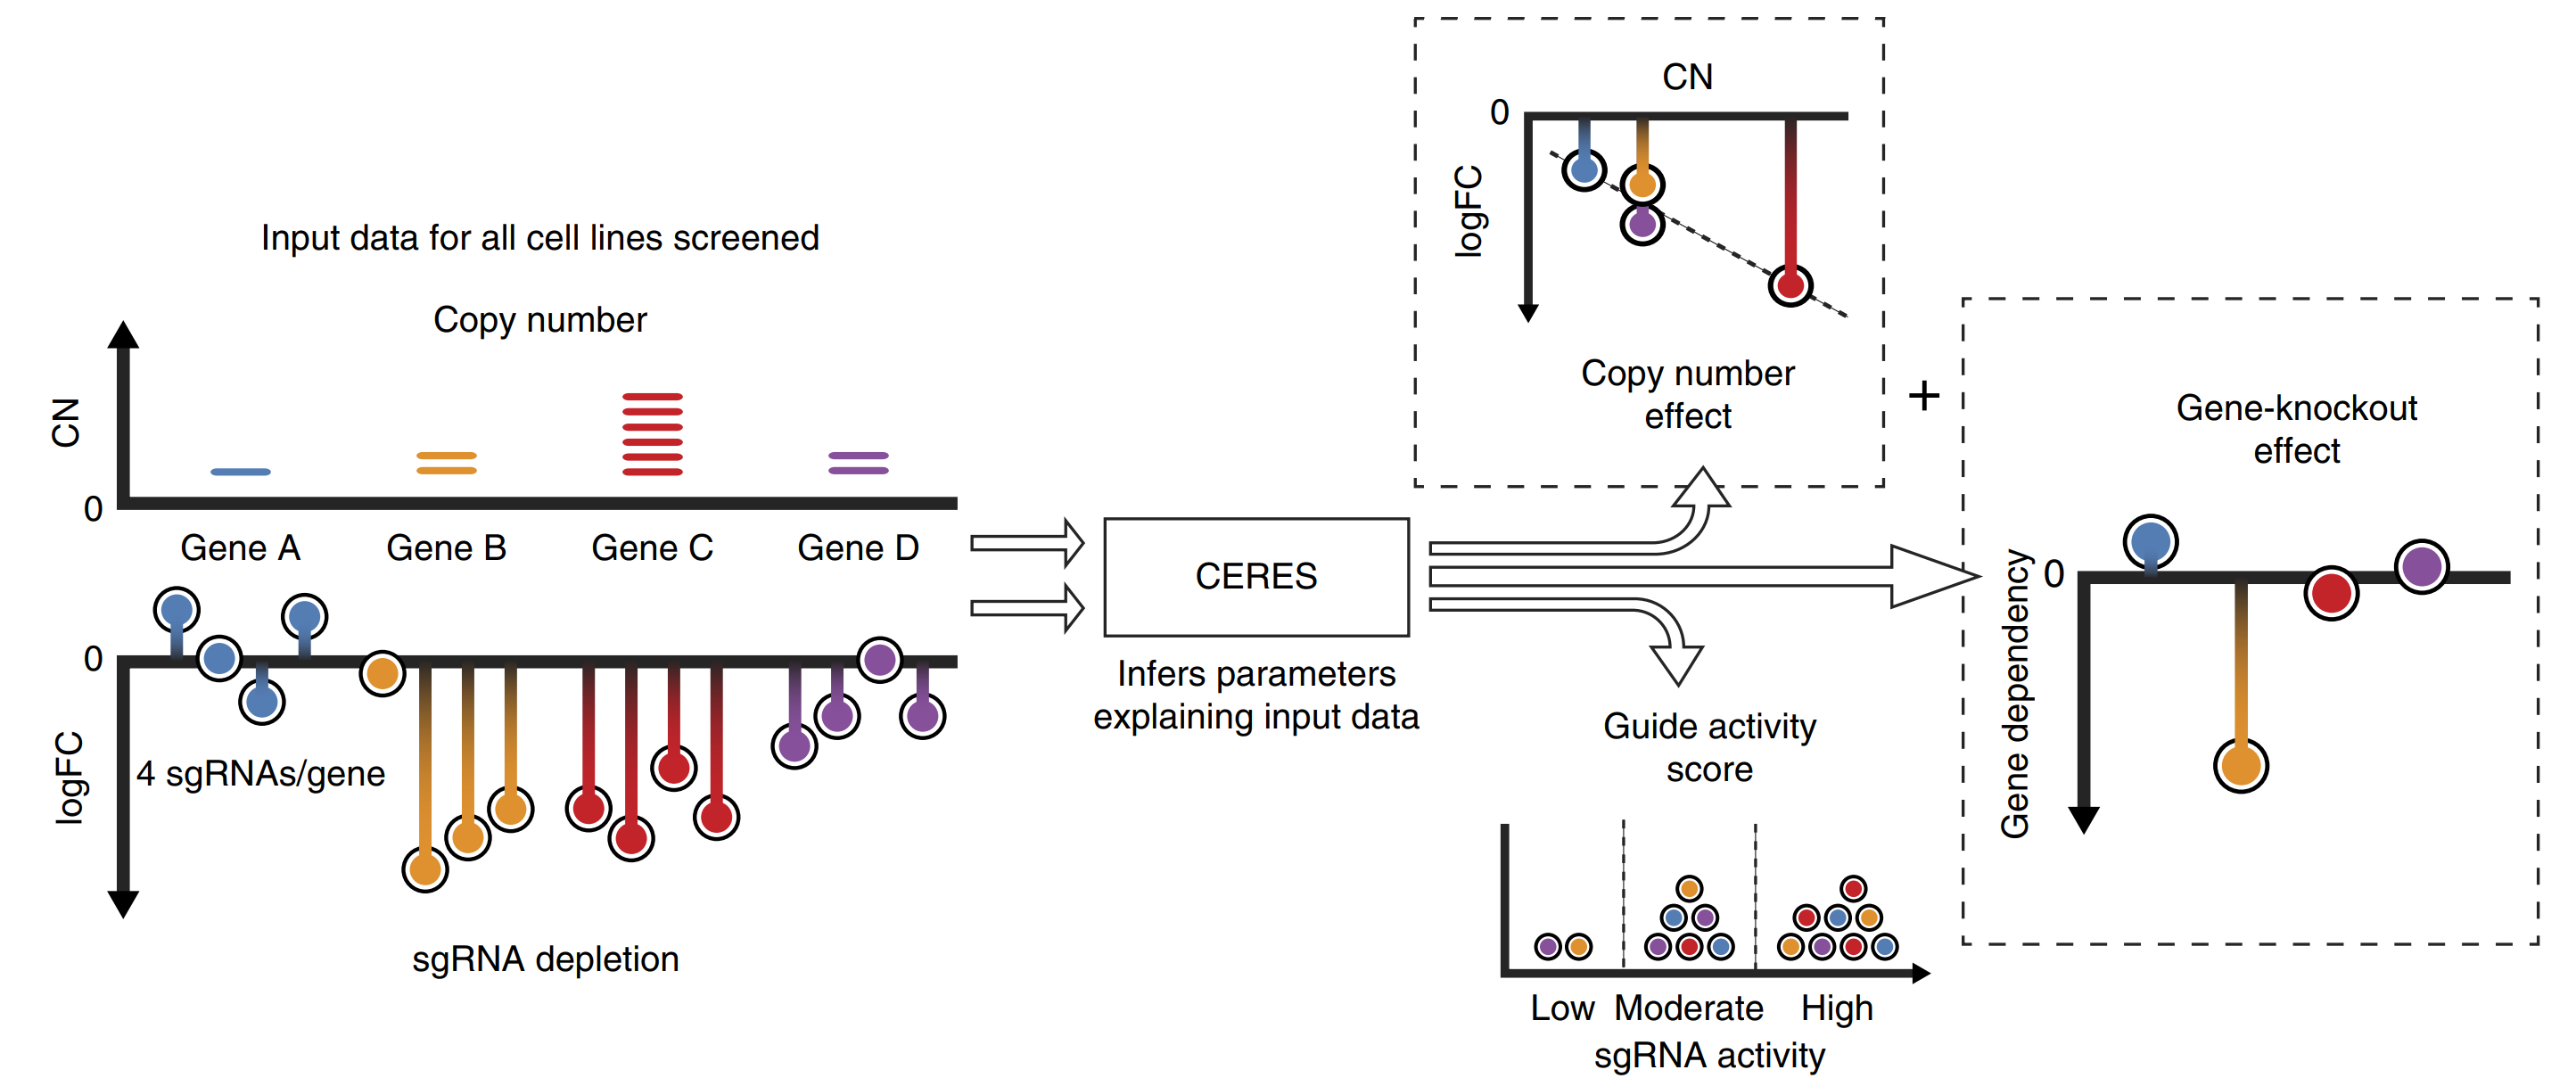 Input data for all cell lines screened
Copy number
CN
0
Gene A
Gene B
Gene C
Gene D
0
logFC
4 sgRNAs/gene
sgRNA depletion
CERES
Infers parameters
explaining input data
CN
0
logFC
Copy number
effect
+
Gene-knockout
effect
0
Gene dependency
Guide activity
score
Low
Moderate
High
sgRNA activity